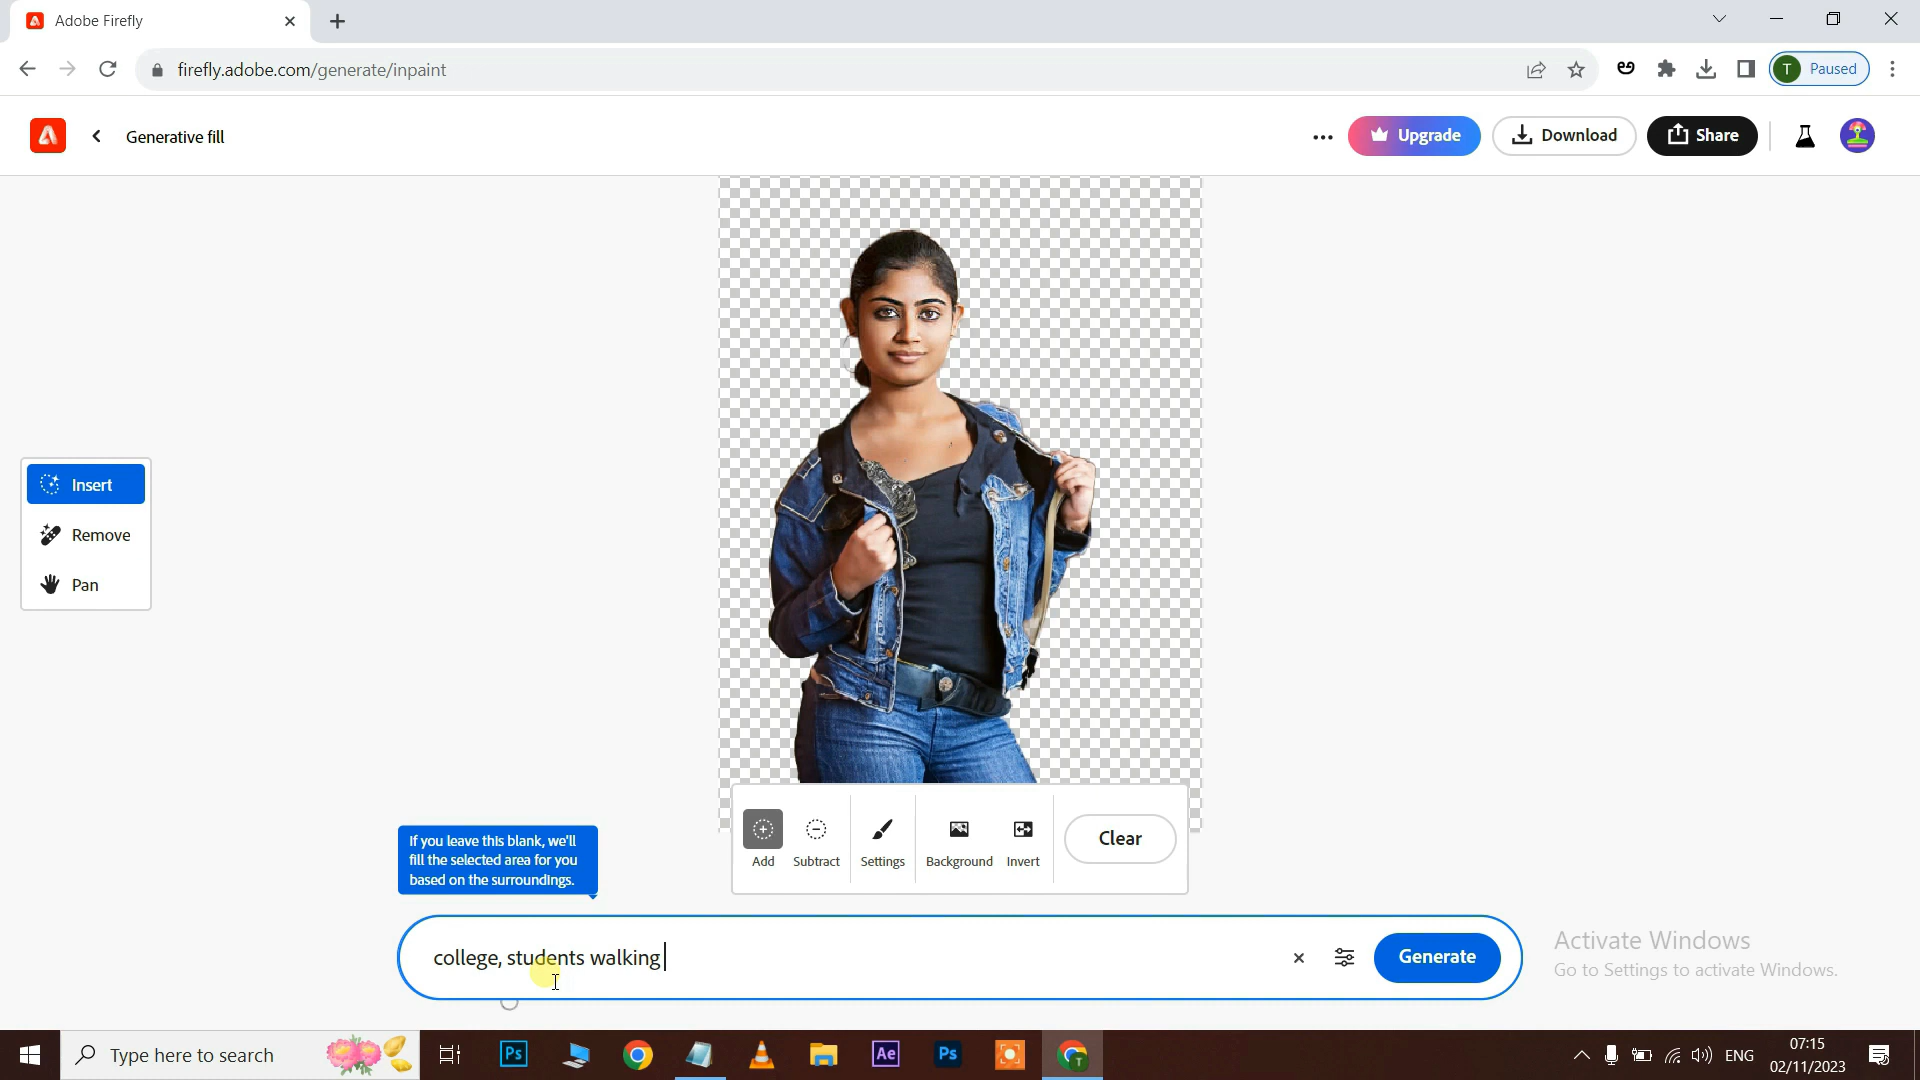 Adobe Firefly
firefly.adobe.com/generate/inpaint
T Paused
Generative fill
Upgrade
Download
Share
Insert
Remove
Pan
Add
Subtract
Settings
Background
Invert
Clear
If you leave this blank, we'll
fill the selected area for you
based on the surroundings.
college, students walking
Generate
Activate Windows
Go to Settings to activate Windows.
Type here to search
Ps
Ae
Ps
T
ENG
07:15
02/11/2023